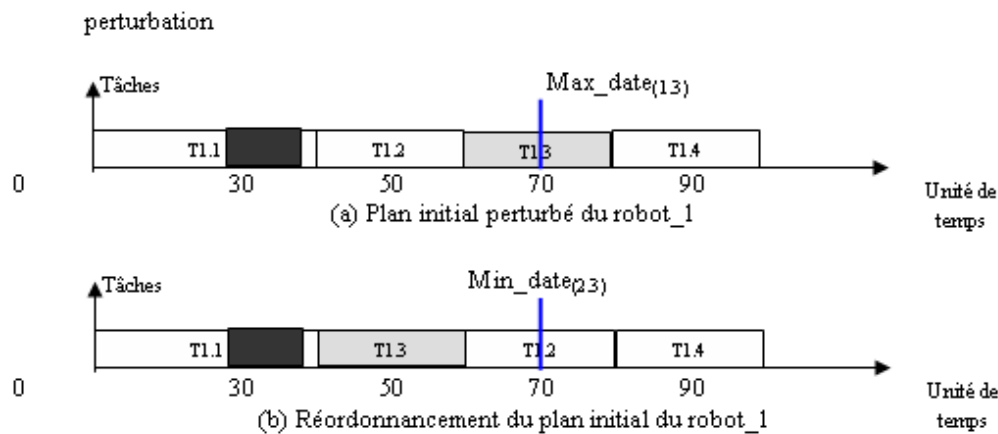 perturbation
Tâches
Max_date(13)
T1.1
T1.2
T1.3
T1.4
0
30
50
70
90
Unité de
temps
(a) Plan initial perturbé du robot_1
Tâches
Min_date(23)
T1.1
T1.3
T1.2
T1.4
0
30
50
70
90
Unité de
temps
(b) Réordonnancement du plan initial du robot_1